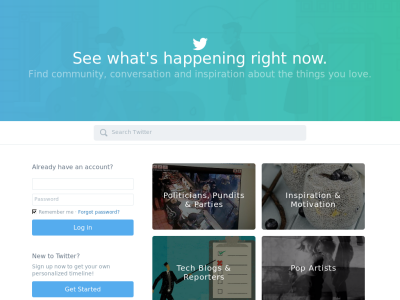 See what's happening right now.
Find community, conversation and inspiration about the things you love.
Search Twitter
Already have an account?
Password
Remember me · Forgot password?
Log in
New to Twitter?
Sign up now to get your own
personalized timeline!
Get Started
Politicians, Pundits
& Parties
Inspiration &
Motivation
Tech Blogs &
Reporters
Pop Artists